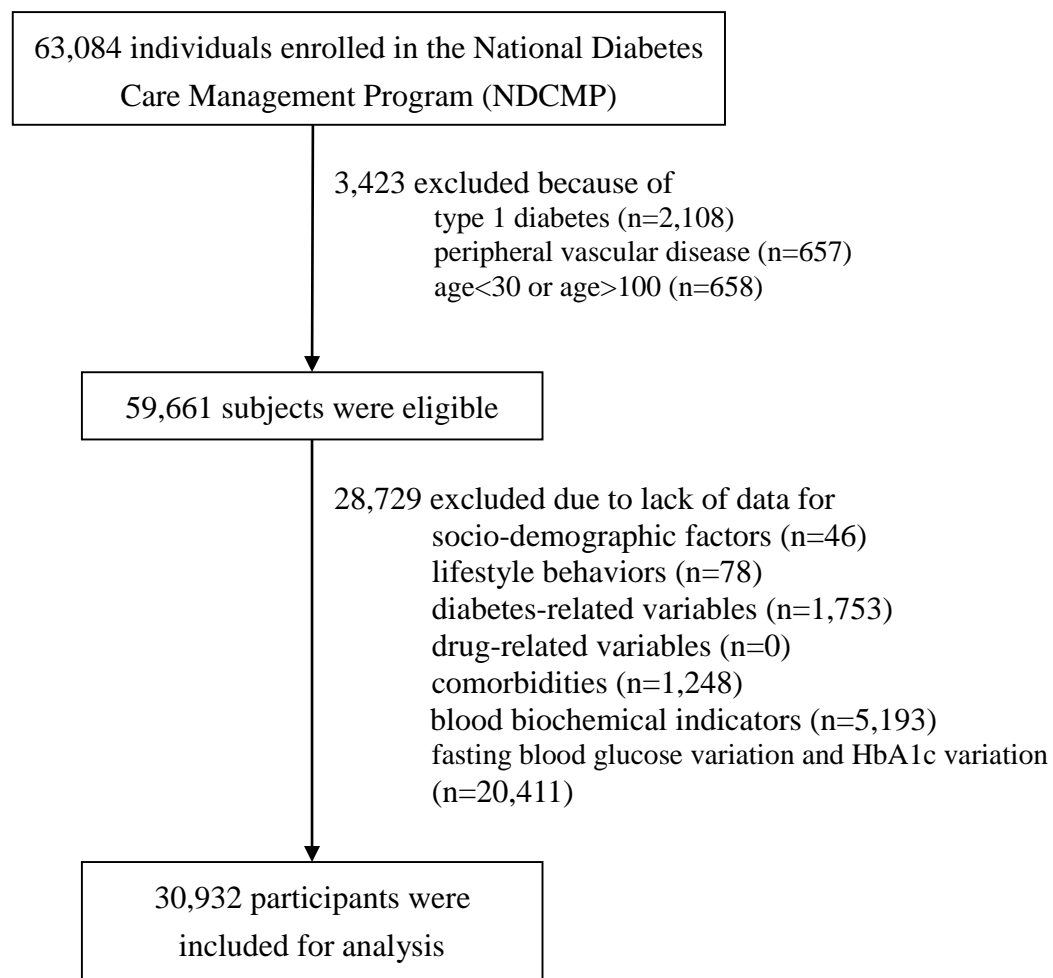 63,084 individuals enrolled in the National Diabetes
Care Management Program (NDCMP)
3,423 excluded because of
type 1 diabetes (n=2,108)
peripheral vascular disease (n=657)
age<30 or age>100 (n=658)
59,661 subjects were eligible
28,729 excluded due to lack of data for
socio-demographic factors (n=46)
lifestyle behaviors (n=78)
diabetes-related variables (n=1,753)
drug-related variables (n=0)
comorbidities (n=1,248)
blood biochemical indicators (n=5,193)
fasting blood glucose variation and HbA1c variation
(n=20,411)
30,932 participants were
included for analysis